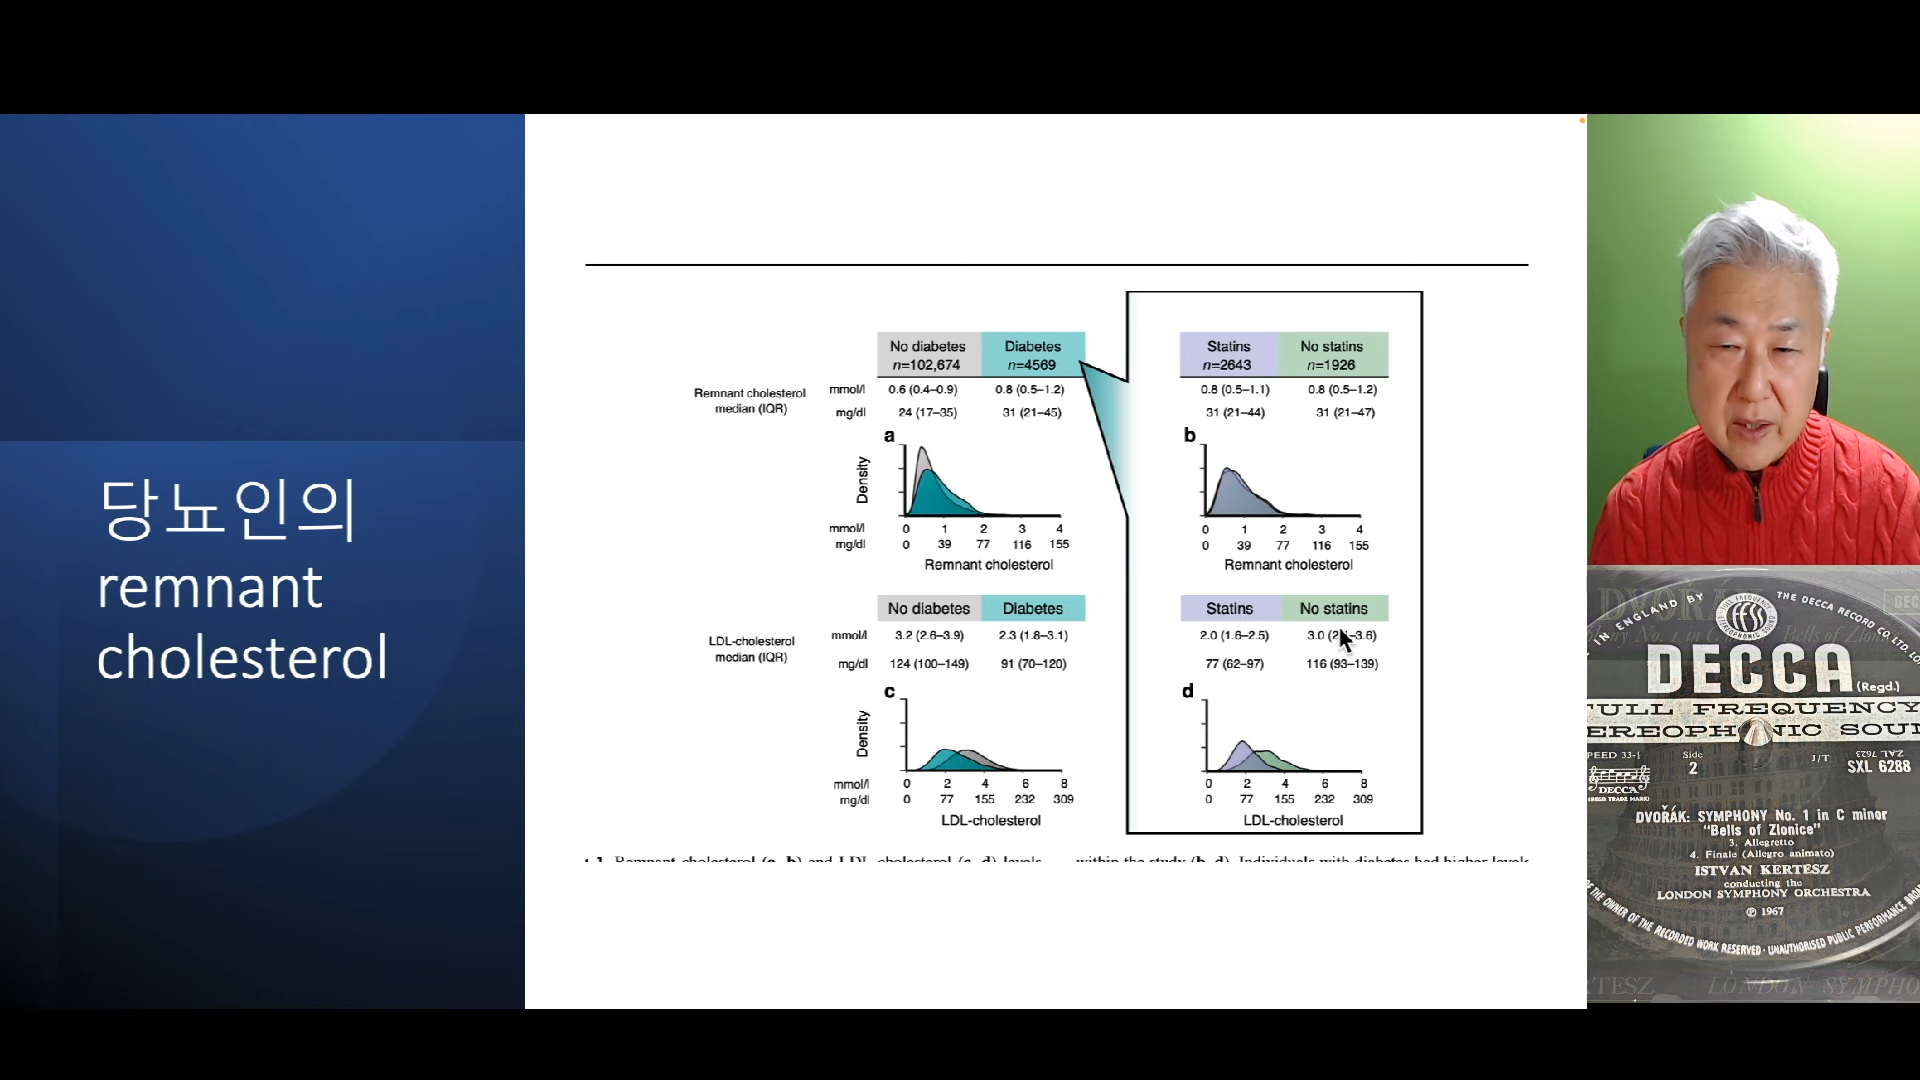 당뇨인의
remnant
cholesterol
No diabetes
n=102,674
Diabetes
n=4569
Statins
n=2643
No statins
n=1926
Remnant cholesterol
median (IQR)
mmol/l
0.6 (0.4–0.9)
0.8 (0.5–1.2)
0.8 (0.5–1.1)
0.8 (0.5–1.2)
mg/dl
24 (17–35)
31 (21–45)
31 (21–44)
31 (21–47)
a
Density
mmol/l
0 1 2 3 4
mg/dl
0 39 77 116 155
Remnant cholesterol
b
0 1 2 3 4
0 39 77 116 155
Remnant cholesterol
No diabetes
Diabetes
Statins
No statins
LDL-cholesterol
median (IQR)
mmol/l
3.2 (2.6–3.9)
2.3 (1.8–3.1)
2.0 (1.6–2.5)
3.0 –3.6)
mg/dl
124 (100–149)
91 (70–120)
77 (62–97)
116 (93–139)
c
Density
mmol/l
0 2 4 6 8
mg/dl
0 77 155 232 309
LDL-cholesterol
d
0 2 4 6 8
0 77 155 232 309
LDL-cholesterol
1 Remnant cholesterol (a, b) and LDL cholesterol (c, d) levels
within the study (b, d). Individuals with diabetes had higher levels
IN ENGLAND BY
THE DECCA RECORD CO. LTD.
FULL FREQUENCY
STEREOPHONIC SOUND
ffss
DECCA
(Regd.)
SPEED 33⅓
Side
2
J/T
ZAL 7623
SXL 6288
DECCA
(REGD TRADE MARK)
DVOŘÁK: SYMPHONY No. 1 in C minor
"Bells of Zlonice"
3. Allegretto
4. Finale (Allegro animato)
ISTVAN KERTESZ
conducting the
LONDON SYMPHONY ORCHESTRA
℗ 1967
OF THE OWNER OF THE RECORDED WORK RESERVED · UNAUTHORISED PUBLIC PERFORMANCE
LONDON SYMPHO